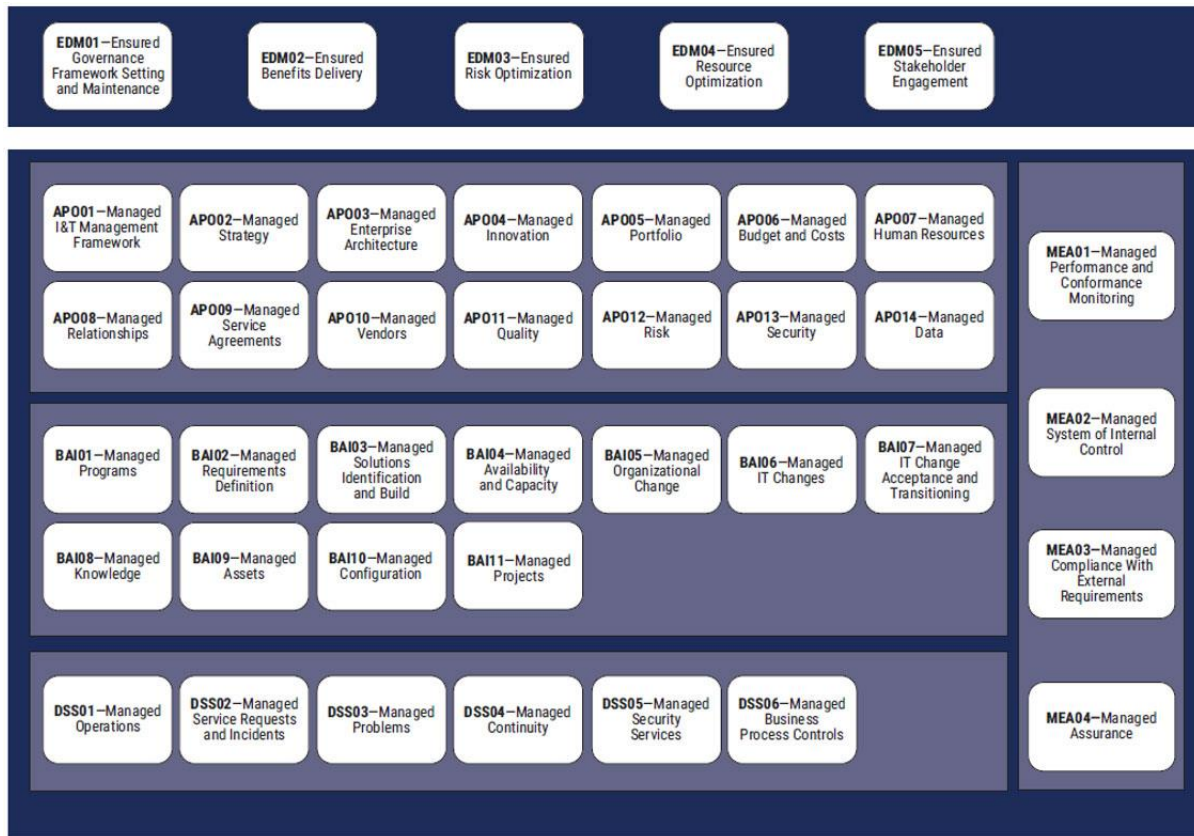 EDM01—Ensured
Governance
Framework Setting
and Maintenance
EDM02—Ensured
Benefits Delivery
EDM03—Ensured
Risk Optimization
EDM04—Ensured
Resource
Optimization
EDM05—Ensured
Stakeholder
Engagement
APO01—Managed
I&T Management
Framework
APO02—Managed
Strategy
APO03—Managed
Enterprise
Architecture
APO04—Managed
Innovation
APO05—Managed
Portfolio
APO06—Managed
Budget and Costs
APO07—Managed
Human Resources
APO08—Managed
Relationships
APO09—Managed
Service
Agreements
APO10—Managed
Vendors
APO11—Managed
Quality
APO12—Managed
Risk
APO13—Managed
Security
APO14—Managed
Data
BAI01—Managed
Programs
BAI02—Managed
Requirements
Definition
BAI03—Managed
Solutions
Identification
and Build
BAI04—Managed
Availability
and Capacity
BAI05—Managed
Organizational
Change
BAI06—Managed
IT Changes
BAI07—Managed
IT Change
Acceptance and
Transitioning
BAI08—Managed
Knowledge
BAI09—Managed
Assets
BAI10—Managed
Configuration
BAI11—Managed
Projects
DSS01—Managed
Operations
DSS02—Managed
Service Requests
and Incidents
DSS03—Managed
Problems
DSS04—Managed
Continuity
DSS05—Managed
Security
Services
DSS06—Managed
Business
Process Controls
MEA01—Managed
Performance and
Conformance
Monitoring
MEA02—Managed
System of Internal
Control
MEA03—Managed
Compliance With
External
Requirements
MEA04—Managed
Assurance